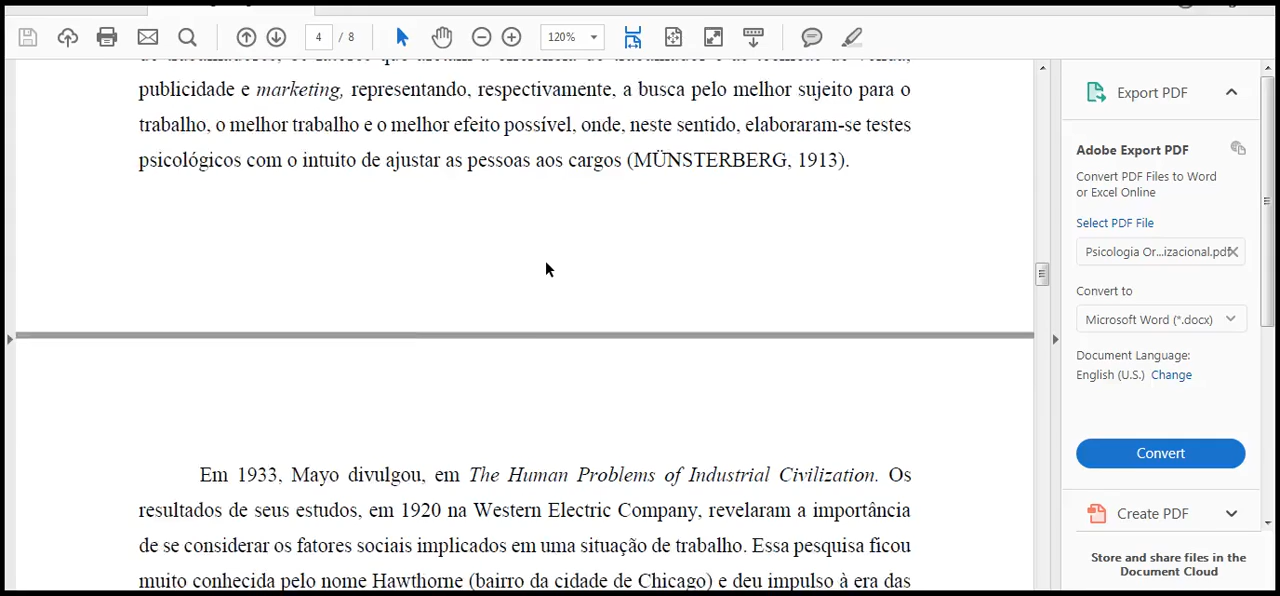 4 / 8
120%
publicidade e marketing, representando, respectivamente, a busca pelo melhor sujeito para o
trabalho, o melhor trabalho e o melhor efeito possível, onde, neste sentido, elaboraram-se testes
psicológicos com o intuito de ajustar as pessoas aos cargos (MÜNSTERBERG, 1913).
Em 1933, Mayo divulgou, em The Human Problems of Industrial Civilization. Os
resultados de seus estudos, em 1920 na Western Electric Company, revelaram a importância
de se considerar os fatores sociais implicados em uma situação de trabalho. Essa pesquisa ficou
muito conhecida pelo nome Hawthorne (bairro da cidade de Chicago) e deu impulso à era das
Export PDF
Adobe Export PDF
Convert PDF Files to Word
or Excel Online
Select PDF File
Psicologia Or...izacional.pdf
Convert to
Microsoft Word (*.docx)
Document Language:
English (U.S.) Change
Convert
Create PDF
Store and share files in the
Document Cloud